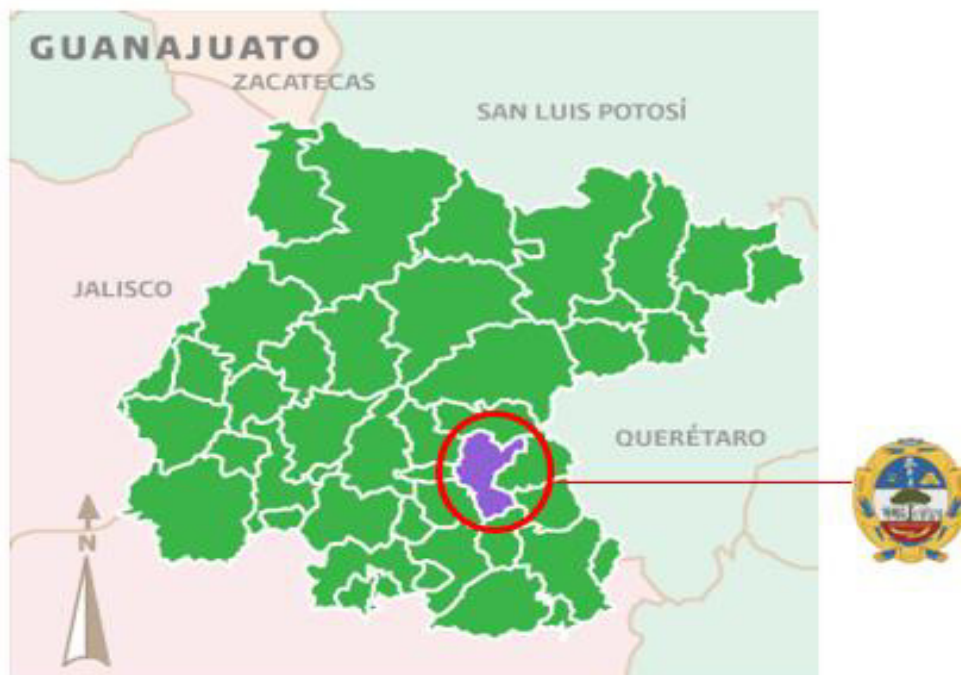 GUANAJUATO
ZACATECAS
SAN LUIS POTOSÍ
JALISCO
QUERÉTARO
N